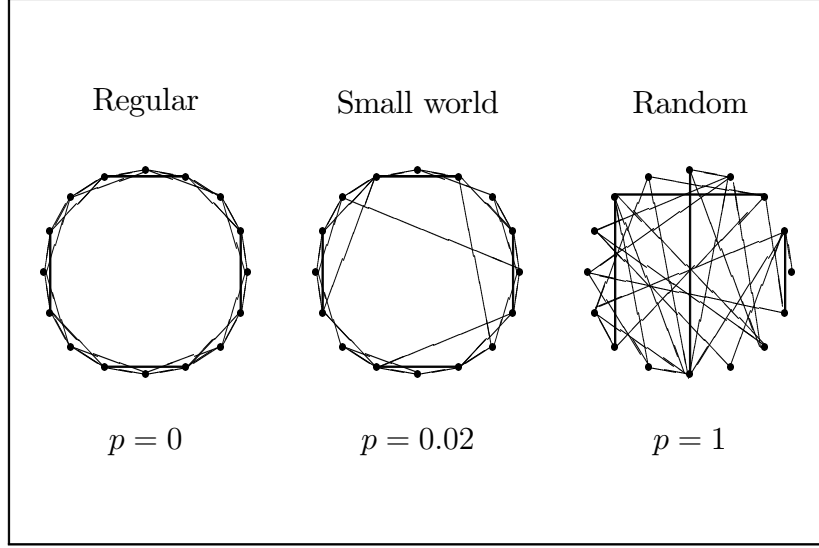 Regular Small world Random
p = 0 p = 0.02 p = 1